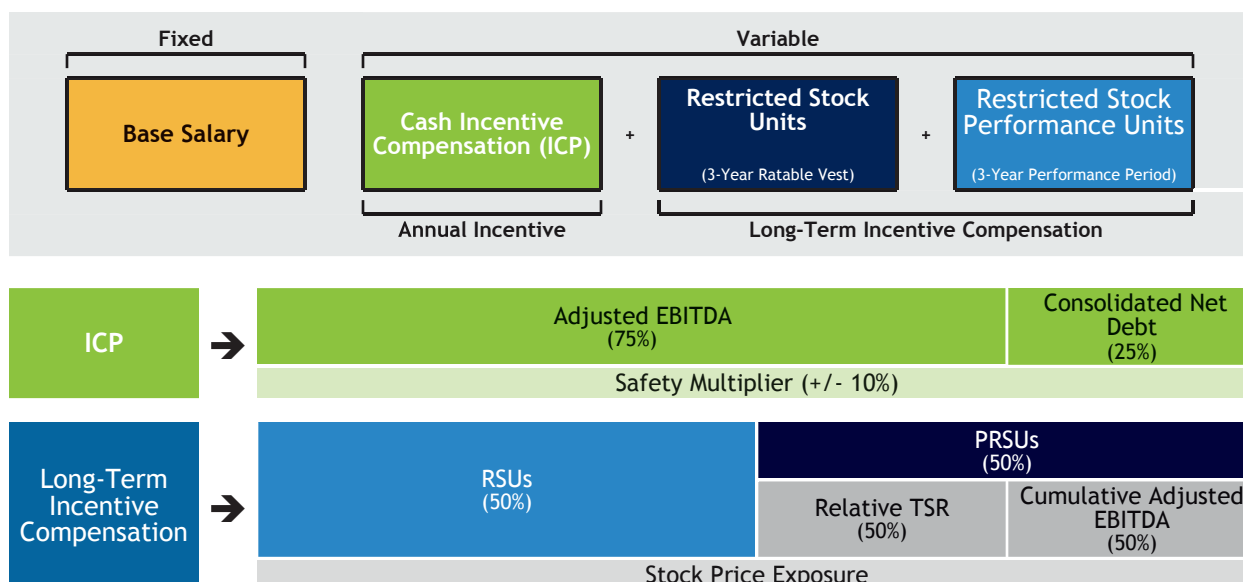 Fixed
Variable
Base Salary
Cash Incentive
Compensation (ICP)
+
Restricted Stock
Units
(3-Year Ratable Vest)
+
Restricted Stock
Performance Units
(3-Year Performance Period)
Annual Incentive
Long-Term Incentive Compensation
ICP
Adjusted EBITDA
(75%)
Consolidated Net
Debt
(25%)
Safety Multiplier (+/- 10%)
Long-Term
Incentive
Compensation
RSUs
(50%)
PRSUs
(50%)
Relative TSR
(50%)
Cumulative Adjusted
EBITDA
(50%)
Stock Price Exposure